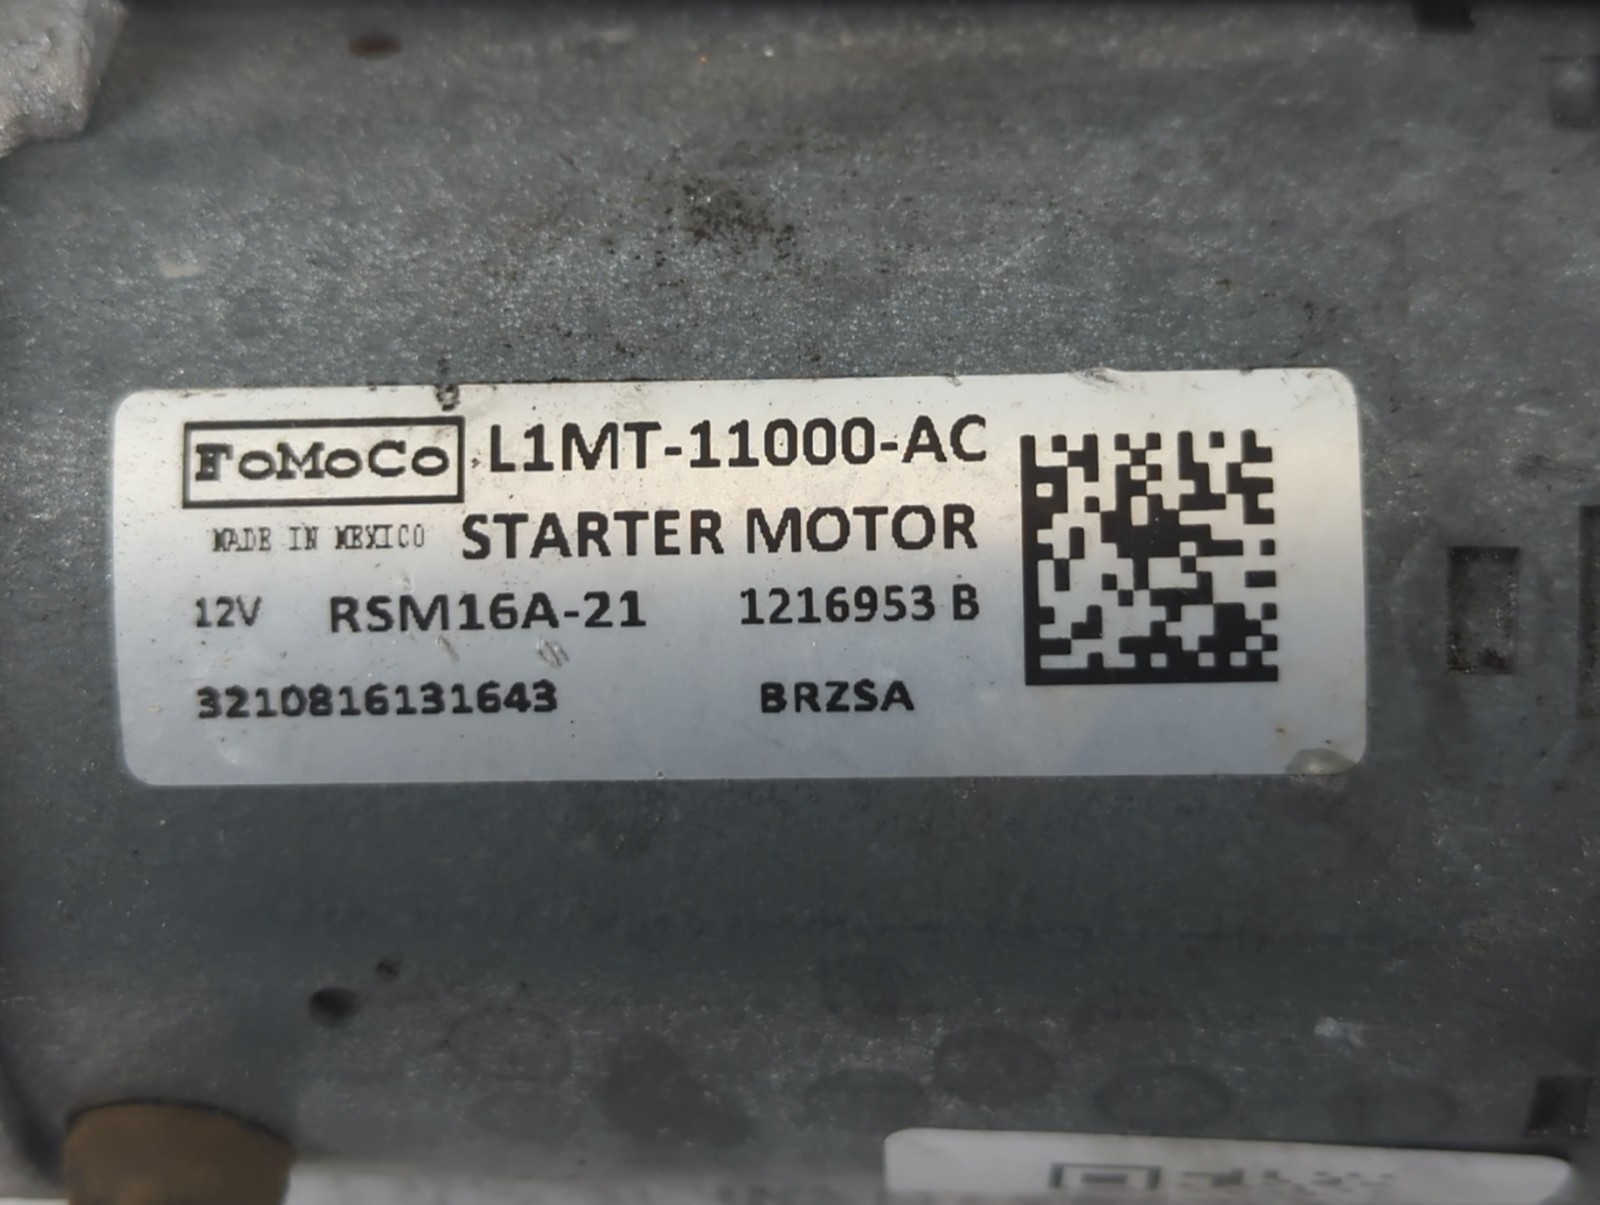 FoMoCo L1MT-11000-AC
MADE IN MEXICO STARTER MOTOR
12V RSM16A-21 1216953 B
3210816131643 BRZSA